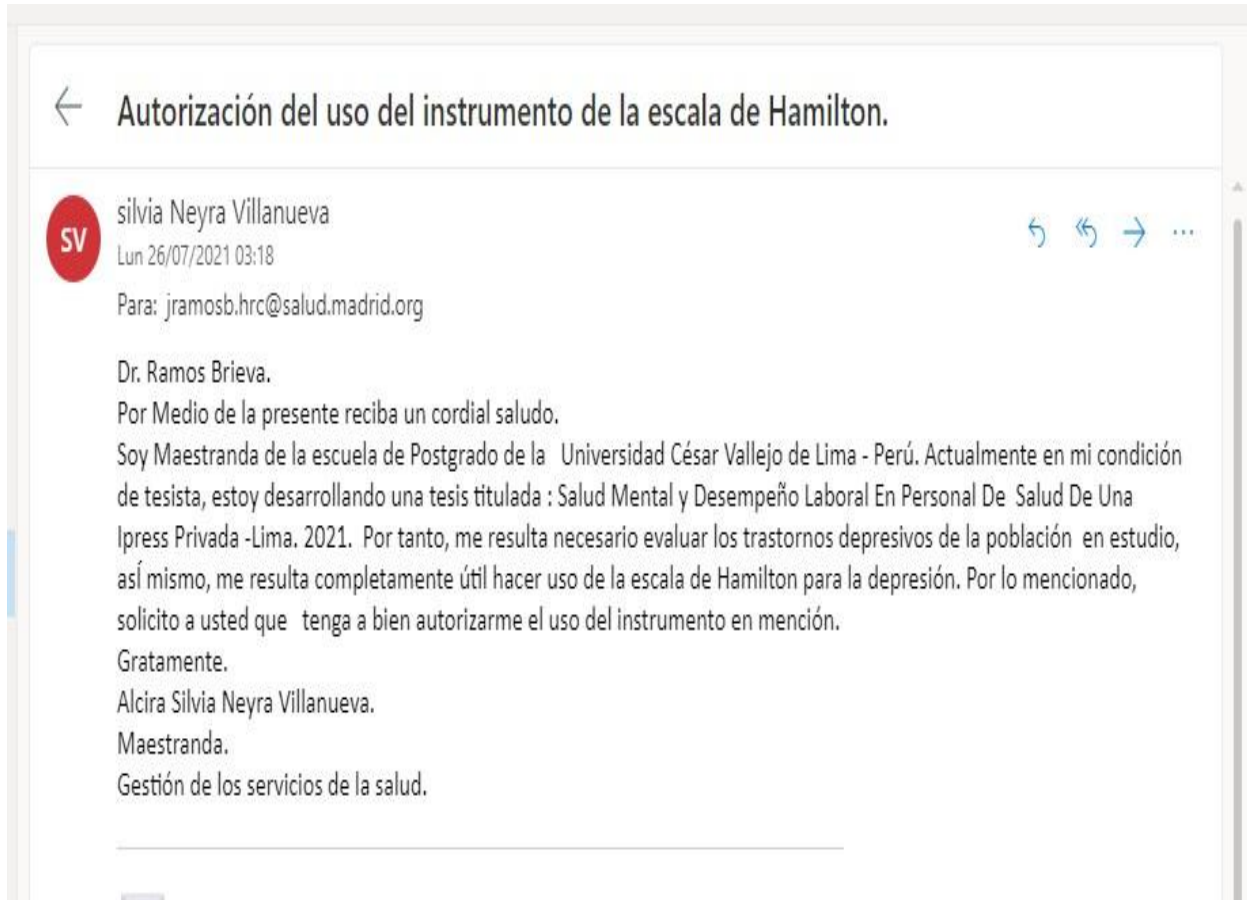 Autorización del uso del instrumento de la escala de Hamilton.
SV
silvia Neyra Villanueva
Lun 26/07/2021 03:18
Para: jramosb.hrc@salud.madrid.org
Dr. Ramos Brieva.
Por Medio de la presente reciba un cordial saludo.
Soy Maestranda de la escuela de Postgrado de la Universidad César Vallejo de Lima - Perú. Actualmente en mi condición
de tesista, estoy desarrollando una tesis titulada : Salud Mental y Desempeño Laboral En Personal De Salud De Una
Ipress Privada -Lima. 2021. Por tanto, me resulta necesario evaluar los trastornos depresivos de la población en estudio,
así mismo, me resulta completamente útil hacer uso de la escala de Hamilton para la depresión. Por lo mencionado,
solicito a usted que tenga a bien autorizarme el uso del instrumento en mención.
Gratamente.
Alcira Silvia Neyra Villanueva.
Maestranda.
Gestión de los servicios de la salud.